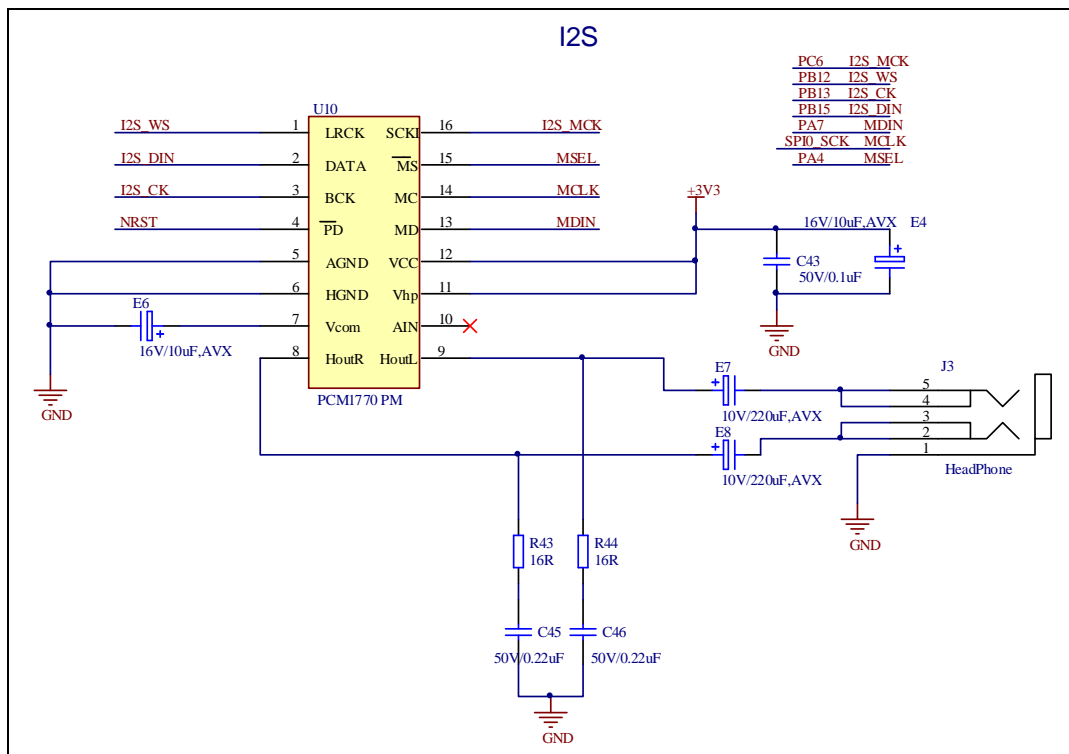 I2S
PC6 I2S_MCK
PB12 I2S_WS
PB13 I2S_CK
PB15 I2S_DIN
PA7 MDIN
SPI0_SCK MCLK
PA4 MSEL
U10
I2S_WS 1 LRCK SCKI 16 I2S_MCK
I2S_DIN 2 DATA MS 15 MSEL
I2S_CK 3 BCK MC 14 MCLK
NRST 4 PD MD 13 MDIN
5 AGND VCC 12
6 HGND Vhp 11
7 Vcom AIN 10
8 HoutR HoutL 9
PCM1770 PM
E6
16V/10uF,AVX
GND
+3V3
16V/10uF,AVX E4
C43
50V/0.1uF
GND
E7
10V/220uF,AVX
E8
10V/220uF,AVX
J3
5
4
3
2
1
HeadPhone
GND
R43
16R
R44
16R
C45
50V/0.22uF
C46
50V/0.22uF
GND